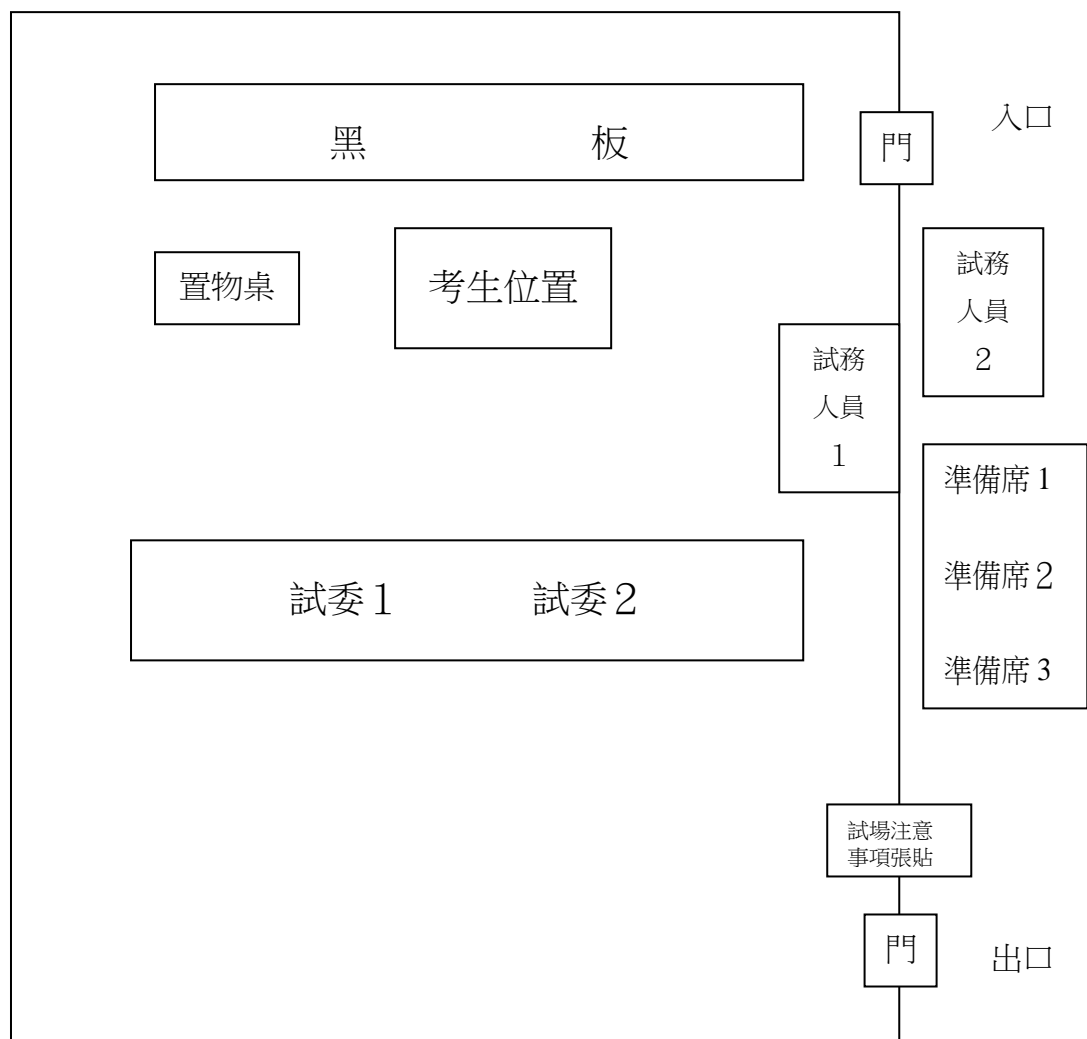 黑 板
門
入口
置物桌
考生位置
試務
人員
２
試務
人員
１
準備席 1
準備席 2
準備席 3
試委１ 試委２
試場注意
事項張貼
門
出口